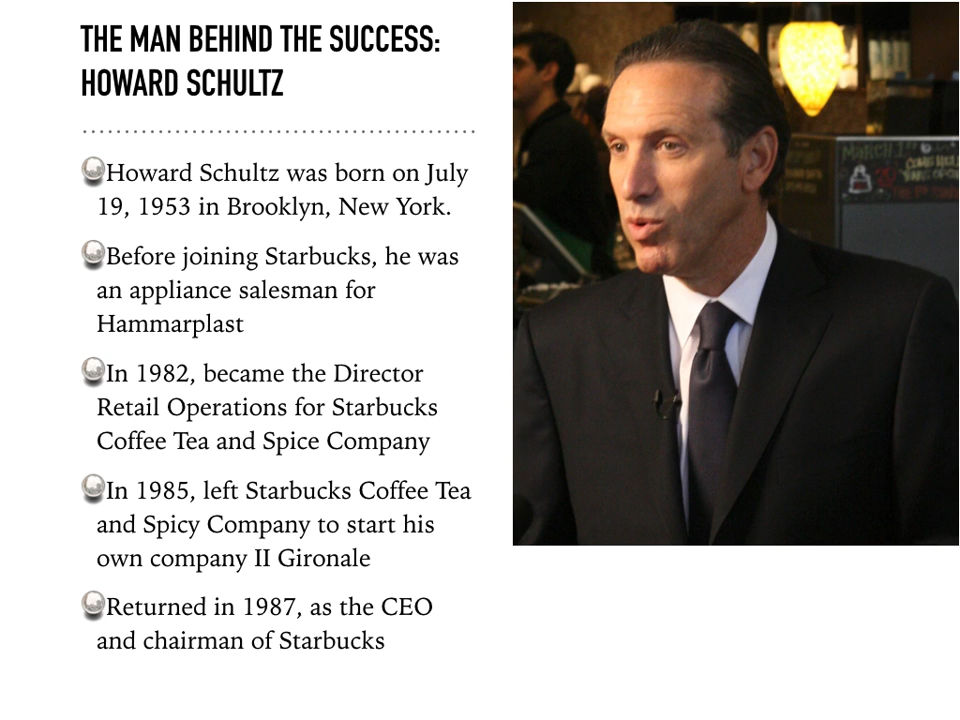 THE MAN BEHIND THE SUCCESS:
HOWARD SCHULTZ
Howard Schultz was born on July
19, 1953 in Brooklyn, New York.
Before joining Starbucks, he was
an appliance salesman for
Hammarplast
In 1982, became the Director
Retail Operations for Starbucks
Coffee Tea and Spice Company
In 1985, left Starbucks Coffee Tea
and Spicy Company to start his
own company II Gironale
Returned in 1987, as the CEO
and chairman of Starbucks
MARCH
COME HELP